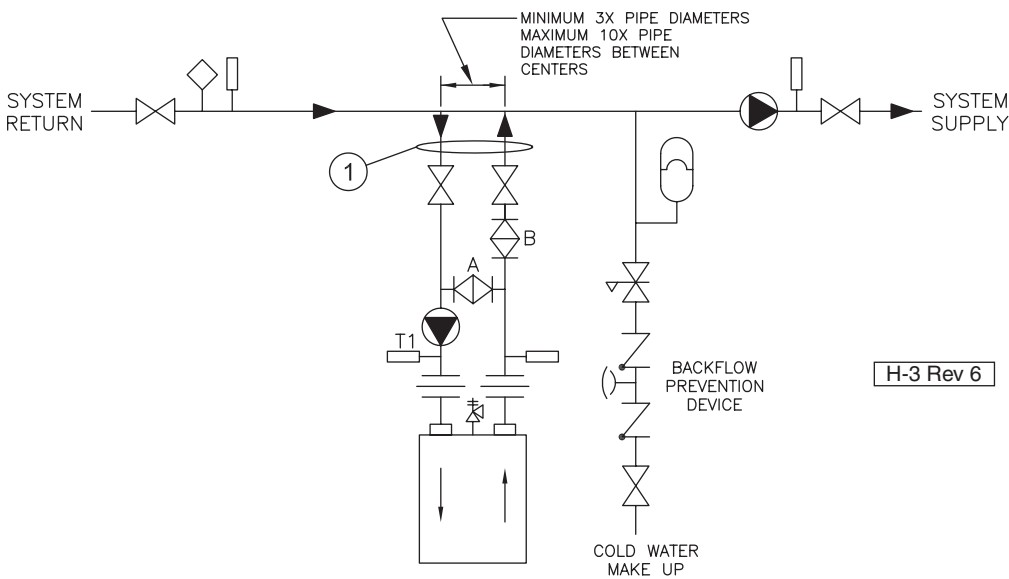 MINIMUM 3X PIPE DIAMETERS
MAXIMUM 10X PIPE
DIAMETERS BETWEEN
CENTERS
SYSTEM
RETURN
SYSTEM
SUPPLY
1
B
A
T1
BACKFLOW
PREVENTION
DEVICE
H-3 Rev 6
COLD WATER
MAKE UP